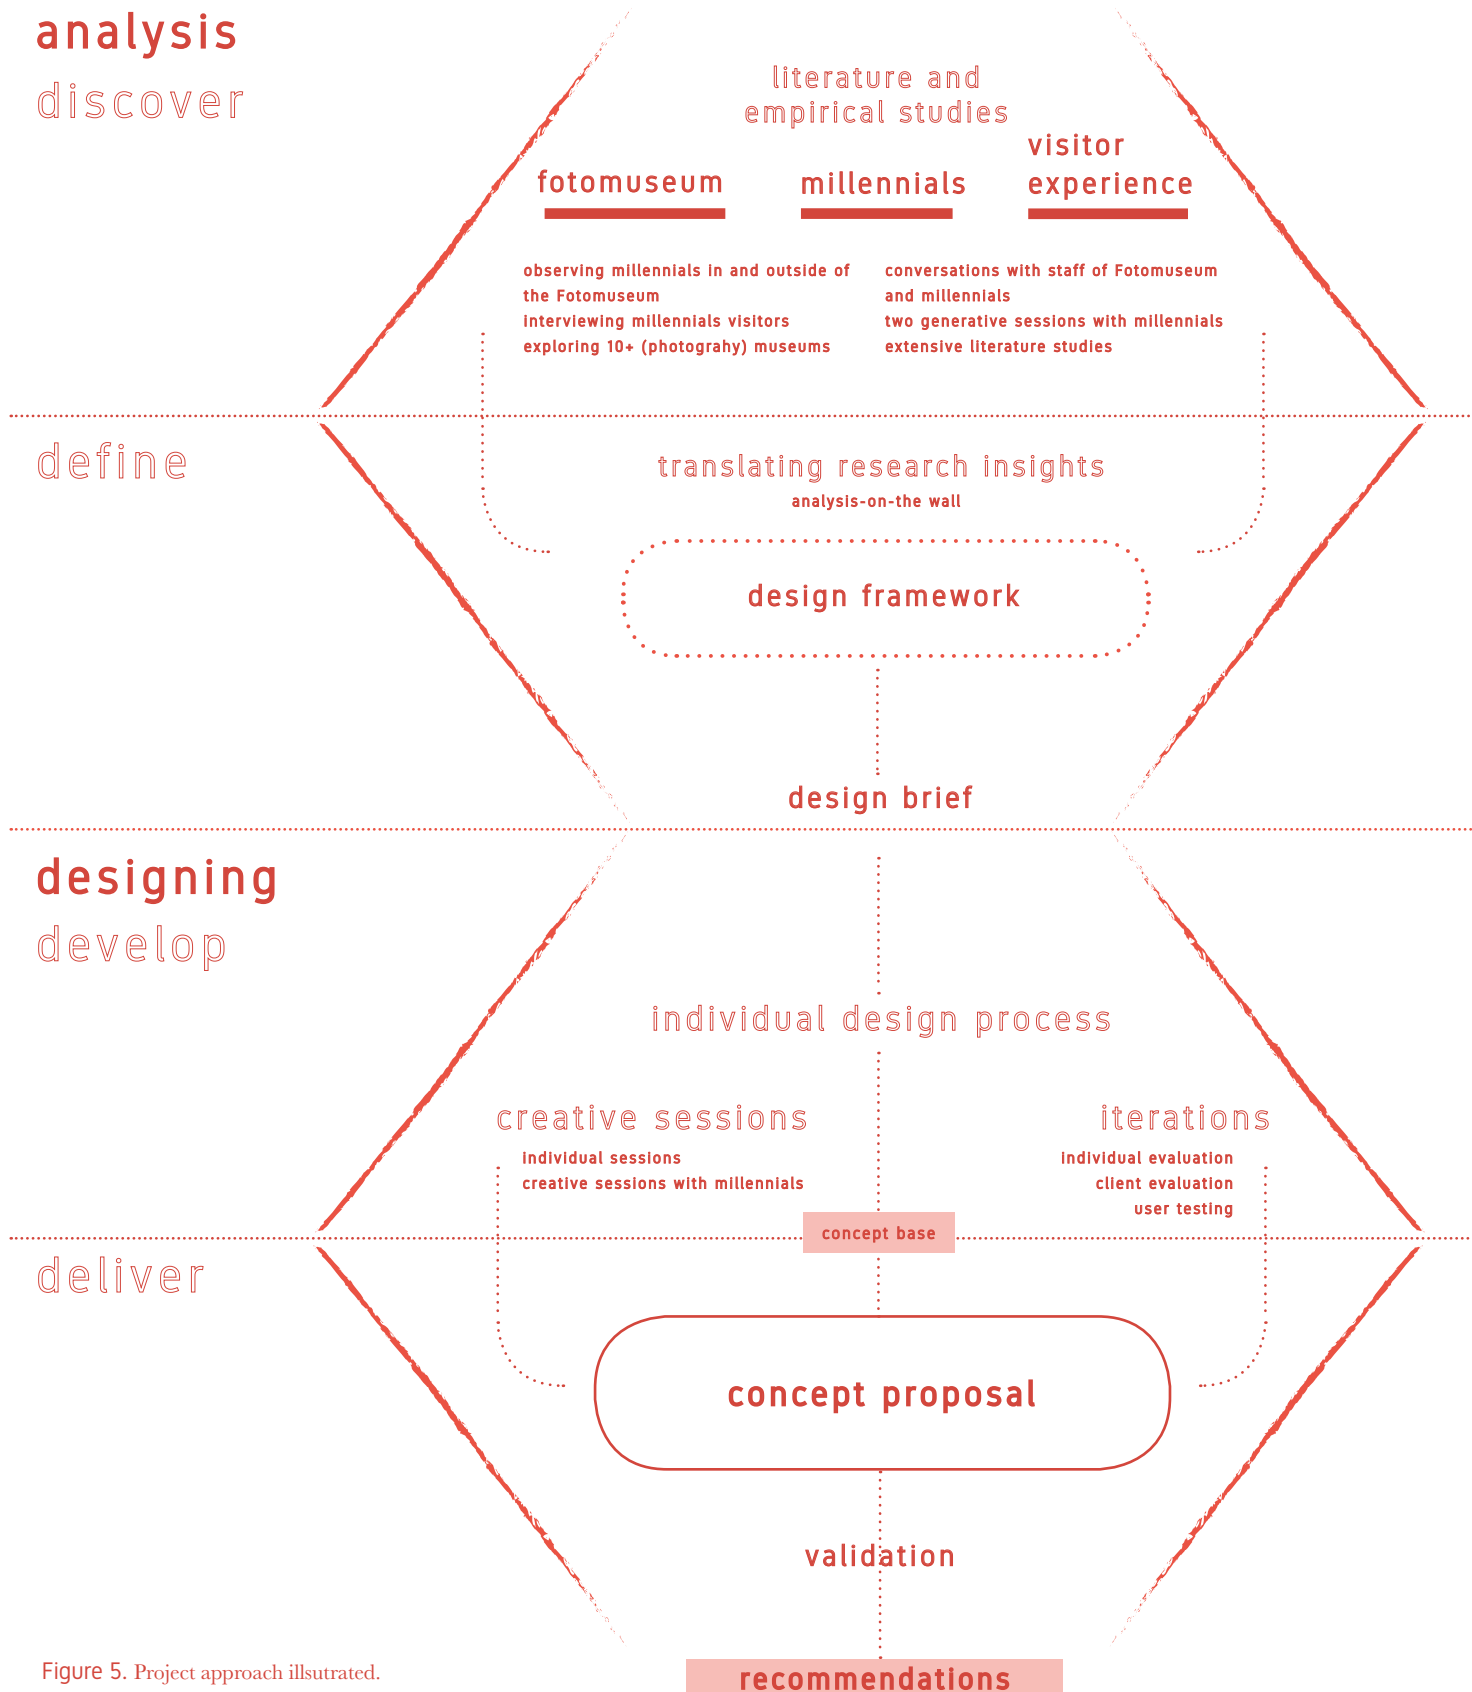 analysis
discover
literature and
empirical studies
fotomuseum
millennials
visitor
experience
observing millennials in and outside of
the Fotomuseum
interviewing millennials visitors
exploring 10+ (photograhy) museums
conversations with staff of Fotomuseum
and millennials
two generative sessions with millennials
extensive literature studies
define
translating research insights
analysis-on-the wall
design framework
design brief
designing
develop
individual design process
creative sessions
individual sessions
creative sessions with millennials
iterations
individual evaluation
client evaluation
user testing
concept base
deliver
concept proposal
validation
recommendations
Figure 5. Project approach illsutrated.